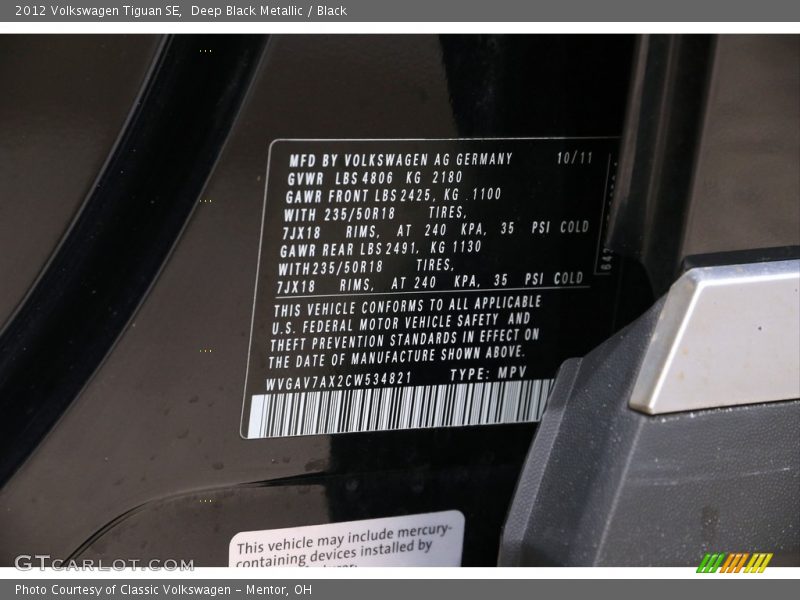 2012 Volkswagen Tiguan SE, Deep Black Metallic / Black
MFD BY VOLKSWAGEN AG GERMANY 10/11
GVWR LBS 4806 KG 2180
GAWR FRONT LBS 2425, KG 1100
WITH 235/50R18 TIRES,
7JX18 RIMS, AT 240 KPA, 35 PSI COLD
GAWR REAR LBS 2491, KG 1130
WITH 235/50R18 TIRES,
7JX18 RIMS, AT 240 KPA, 35 PSI COLD
THIS VEHICLE CONFORMS TO ALL APPLICABLE
U.S. FEDERAL MOTOR VEHICLE SAFETY AND
THEFT PREVENTION STANDARDS IN EFFECT ON
THE DATE OF MANUFACTURE SHOWN ABOVE.
WVGAV7AX2CW534821 TYPE: MPV
This vehicle may include mercury-
containing devices installed by
GTCARLOT.COM
Photo Courtesy of Classic Volkswagen - Mentor, OH